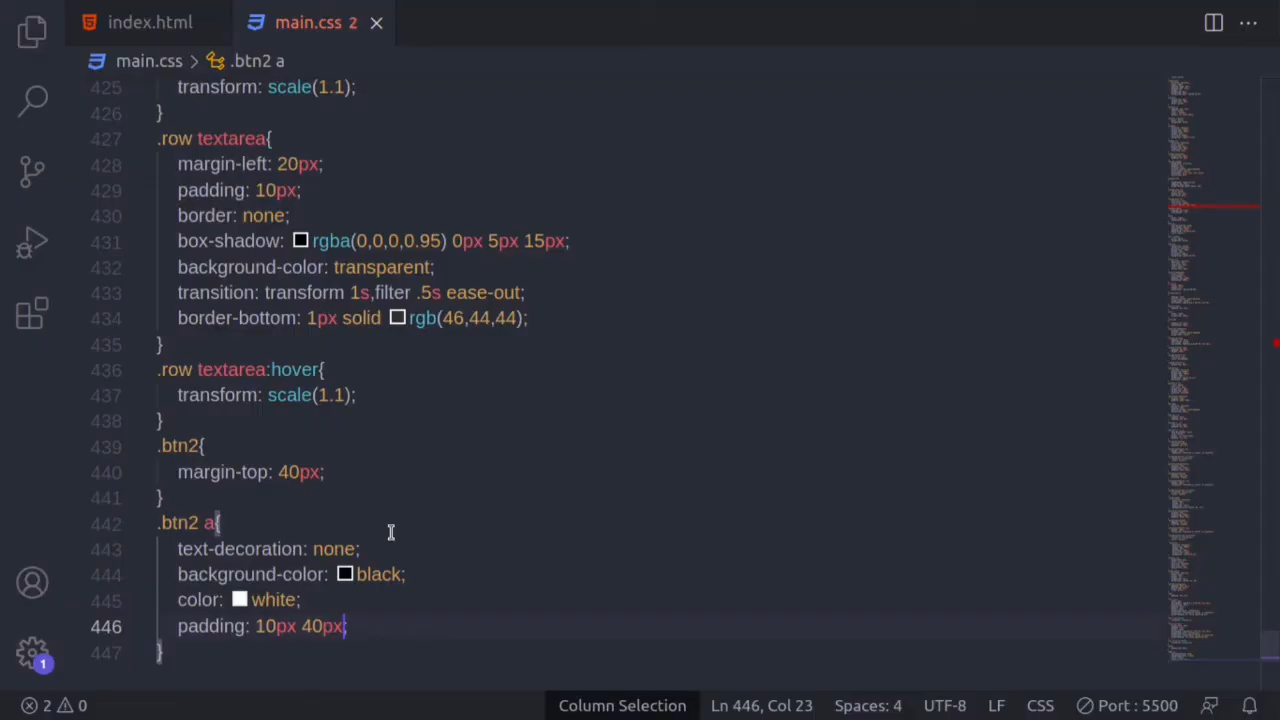 index.html
main.css 2
main.css > .btn2 a
425 transform: scale(1.1);
426 }
427 .row textarea{
428 margin-left: 20px;
429 padding: 10px;
430 border: none;
431 box-shadow: rgba(0,0,0,0.95) 0px 5px 15px;
432 background-color: transparent;
433 transition: transform 1s,filter .5s ease-out;
434 border-bottom: 1px solid rgb(46,44,44);
435 }
436 .row textarea:hover{
437 transform: scale(1.1);
438 }
439 .btn2{
440 margin-top: 40px;
441 }
442 .btn2 a{
443 text-decoration: none;
444 background-color: black;
445 color: white;
446 padding: 10px 40px;
447 }
1
2 0 Column Selection Ln 446, Col 23 Spaces: 4 UTF-8 LF CSS Port : 5500